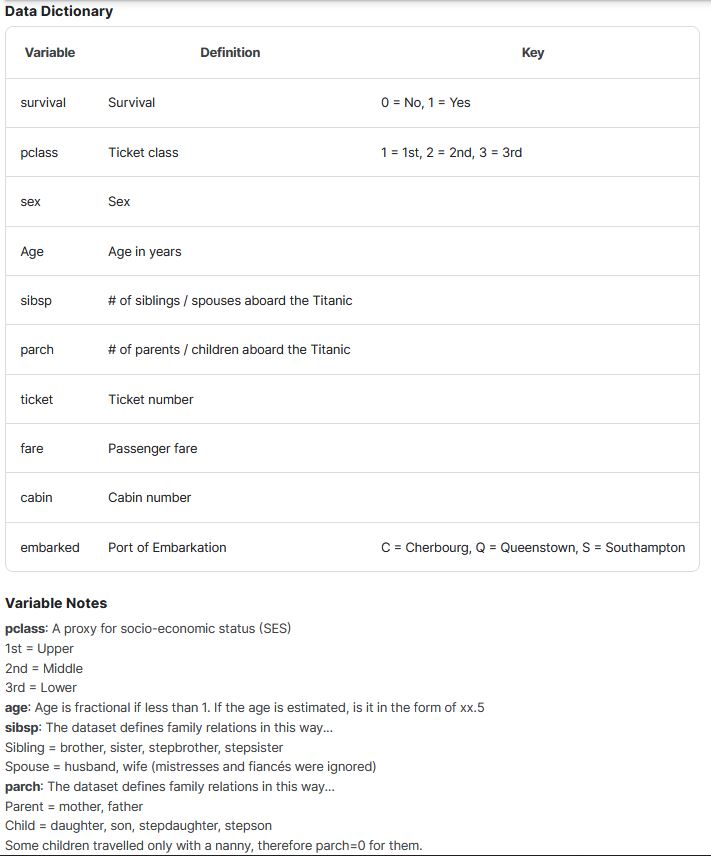 Data Dictionary
Variable Definition Key
survival Survival 0 = No, 1 = Yes
pclass Ticket class 1 = 1st, 2 = 2nd, 3 = 3rd
sex Sex
Age Age in years
sibsp # of siblings / spouses aboard the Titanic
parch # of parents / children aboard the Titanic
ticket Ticket number
fare Passenger fare
cabin Cabin number
embarked Port of Embarkation C = Cherbourg, Q = Queenstown, S = Southampton
Variable Notes
pclass: A proxy for socio-economic status (SES)
1st = Upper
2nd = Middle
3rd = Lower
age: Age is fractional if less than 1. If the age is estimated, is it in the form of xx.5
sibsp: The dataset defines family relations in this way...
Sibling = brother, sister, stepbrother, stepsister
Spouse = husband, wife (mistresses and fiancés were ignored)
parch: The dataset defines family relations in this way...
Parent = mother, father
Child = daughter, son, stepdaughter, stepson
Some children travelled only with a nanny, therefore parch=0 for them.